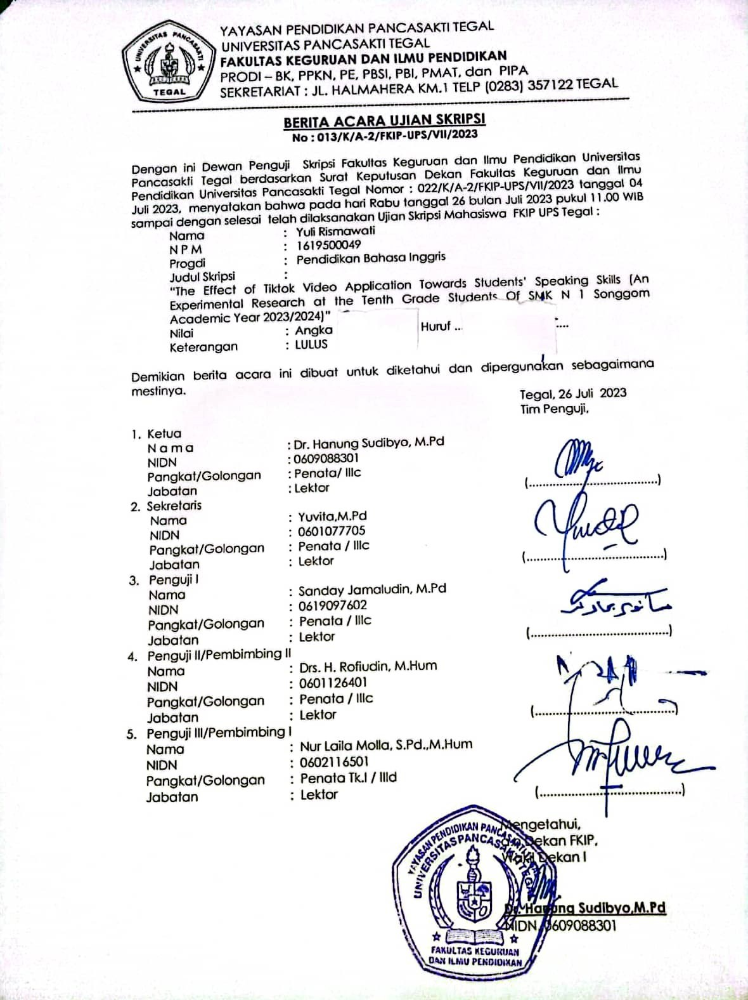 UNIVERSITAS PANCASAKTI
TEGAL
YAYASAN PENDIDIKAN PANCASAKTI TEGAL
UNIVERSITAS PANCASAKTI TEGAL
FAKULTAS KEGURUAN DAN ILMU PENDIDIKAN
PRODI – BK, PPKN, PE, PBSI, PBI, PMAT, dan PIPA
SEKRETARIAT : JL. HALMAHERA KM.1 TELP (0283) 357122 TEGAL
BERITA ACARA UJIAN SKRIPSI
No : 013/K/A-2/FKIP-UPS/VII/2023
Dengan ini Dewan Penguji Skripsi Fakultas Keguruan dan Ilmu Pendidikan Universitas
Pancasakti Tegal berdasarkan Surat Keputusan Dekan Fakultas Keguruan dan Ilmu
Pendidikan Universitas Pancasakti Tegal Nomor : 022/K/A-2/FKIP-UPS/VII/2023 tanggal 04
Juli 2023, menyatakan bahwa pada hari Rabu tanggal 26 bulan Juli 2023 pukul 11.00 WIB
sampai dengan selesai telah dilaksanakan Ujian Skripsi Mahasiswa FKIP UPS Tegal :
Nama : Yuli Rismawati
N P M : 1619500049
Progdi : Pendidikan Bahasa Inggris
Judul Skripsi :
"The Effect of Tiktok Video Application Towards Students' Speaking Skills (An
Experimental Research at the Tenth Grade Students Of SMK N 1 Songgom
Academic Year 2023/2024)"
Nilai : Angka Huruf ... :....
Keterangan : LULUS
Demikian berita acara ini dibuat untuk diketahui dan dipergunakan sebagaimana
mestinya.
Tegal, 26 Juli 2023
Tim Penguji,
1. Ketua
N a m a : Dr. Hanung Sudibyo, M.Pd
NIDN : 0609088301
Pangkat/Golongan : Penata/ IIIc
Jabatan : Lektor
(........................................)
2. Sekretaris
Nama : Yuvita,M.Pd
NIDN : 0601077705
Pangkat/Golongan : Penata / IIIc
Jabatan : Lektor
(........................................)
3. Penguji I
Nama : Sanday Jamaludin, M.Pd
NIDN : 0619097602
Pangkat/Golongan : Penata / IIIc
Jabatan : Lektor
(........................................)
4. Penguji II/Pembimbing II
Nama : Drs. H. Rofiudin, M.Hum
NIDN : 0601126401
Pangkat/Golongan : Penata / IIIc
Jabatan : Lektor
(........................................)
5. Penguji III/Pembimbing I
Nama : Nur Laila Molla, S.Pd.,M.Hum
NIDN : 0602116501
Pangkat/Golongan : Penata Tk.I / IIId
Jabatan : Lektor
(........................................)
Mengetahui,
Dekan FKIP,
Wakil Dekan I
YAYASAN PENDIDIKAN PANCASAKTI TEGAL
UNIVERSITAS PANCASAKTI TEGAL
FAKULTAS KEGURUAN
DAN ILMU PENDIDIKAN
Dr. Hanung Sudibyo,M.Pd
NIDN. 0609088301